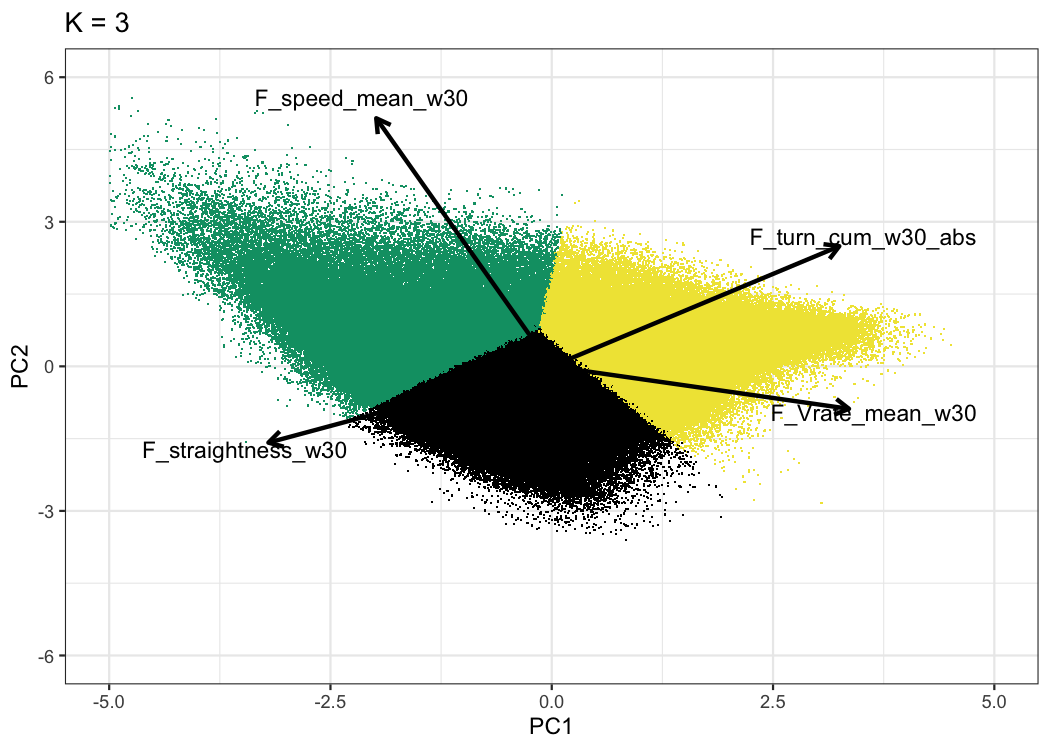 K = 3
6
F_speed_mean_w30
3
F_turn_cum_w30_abs
PC2
0
F_Vrate_mean_w30
F_straightness_w30
-3
-6
-5.0
-2.5
0.0
2.5
5.0
PC1